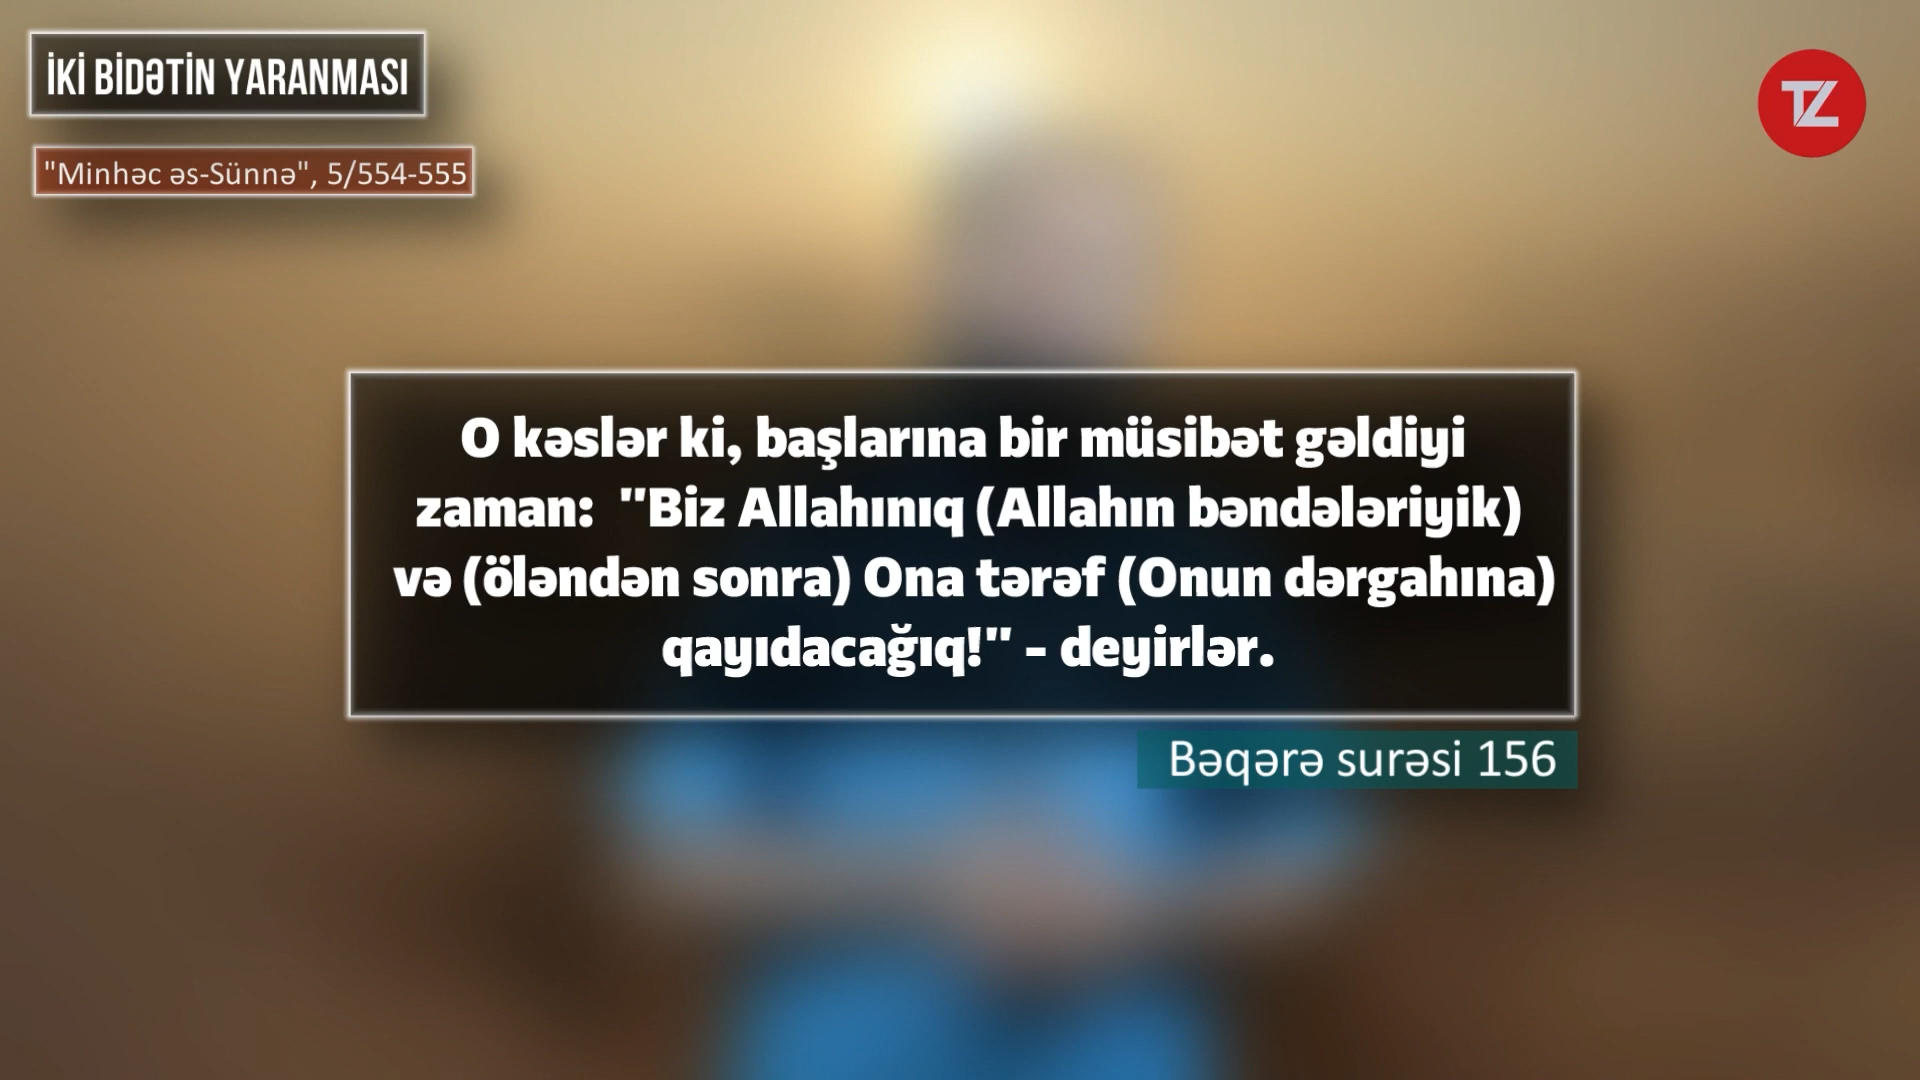 İKİ BİDƏTİN YARANMASI
TZ
"Minhəc əs-Sünnə", 5/554-555
O kəslər ki, başlarına bir müsibət gəldiyi
zaman: "Biz Allahınıq (Allahın bəndələriyik)
və (öləndən sonra) Ona tərəf (Onun dərgahına)
qayıdacağıq!" - deyirlər.
Bəqərə surəsi 156